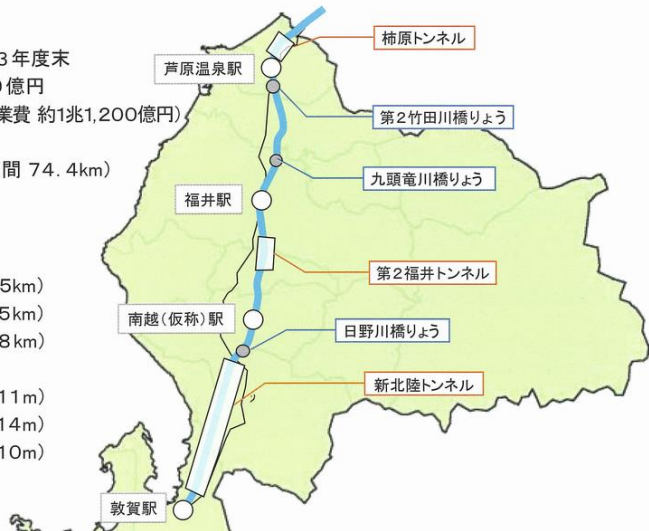 3年度末
億円
業費 約1兆1,200億円)
間 74.4km)
5km)
5km)
8km)
11m)
14m)
10m)
柿原トンネル
芦原温泉駅
第2竹田川橋りょう
九頭竜川橋りょう
福井駅
第2福井トンネル
南越(仮称)駅
日野川橋りょう
新北陸トンネル
敦賀駅